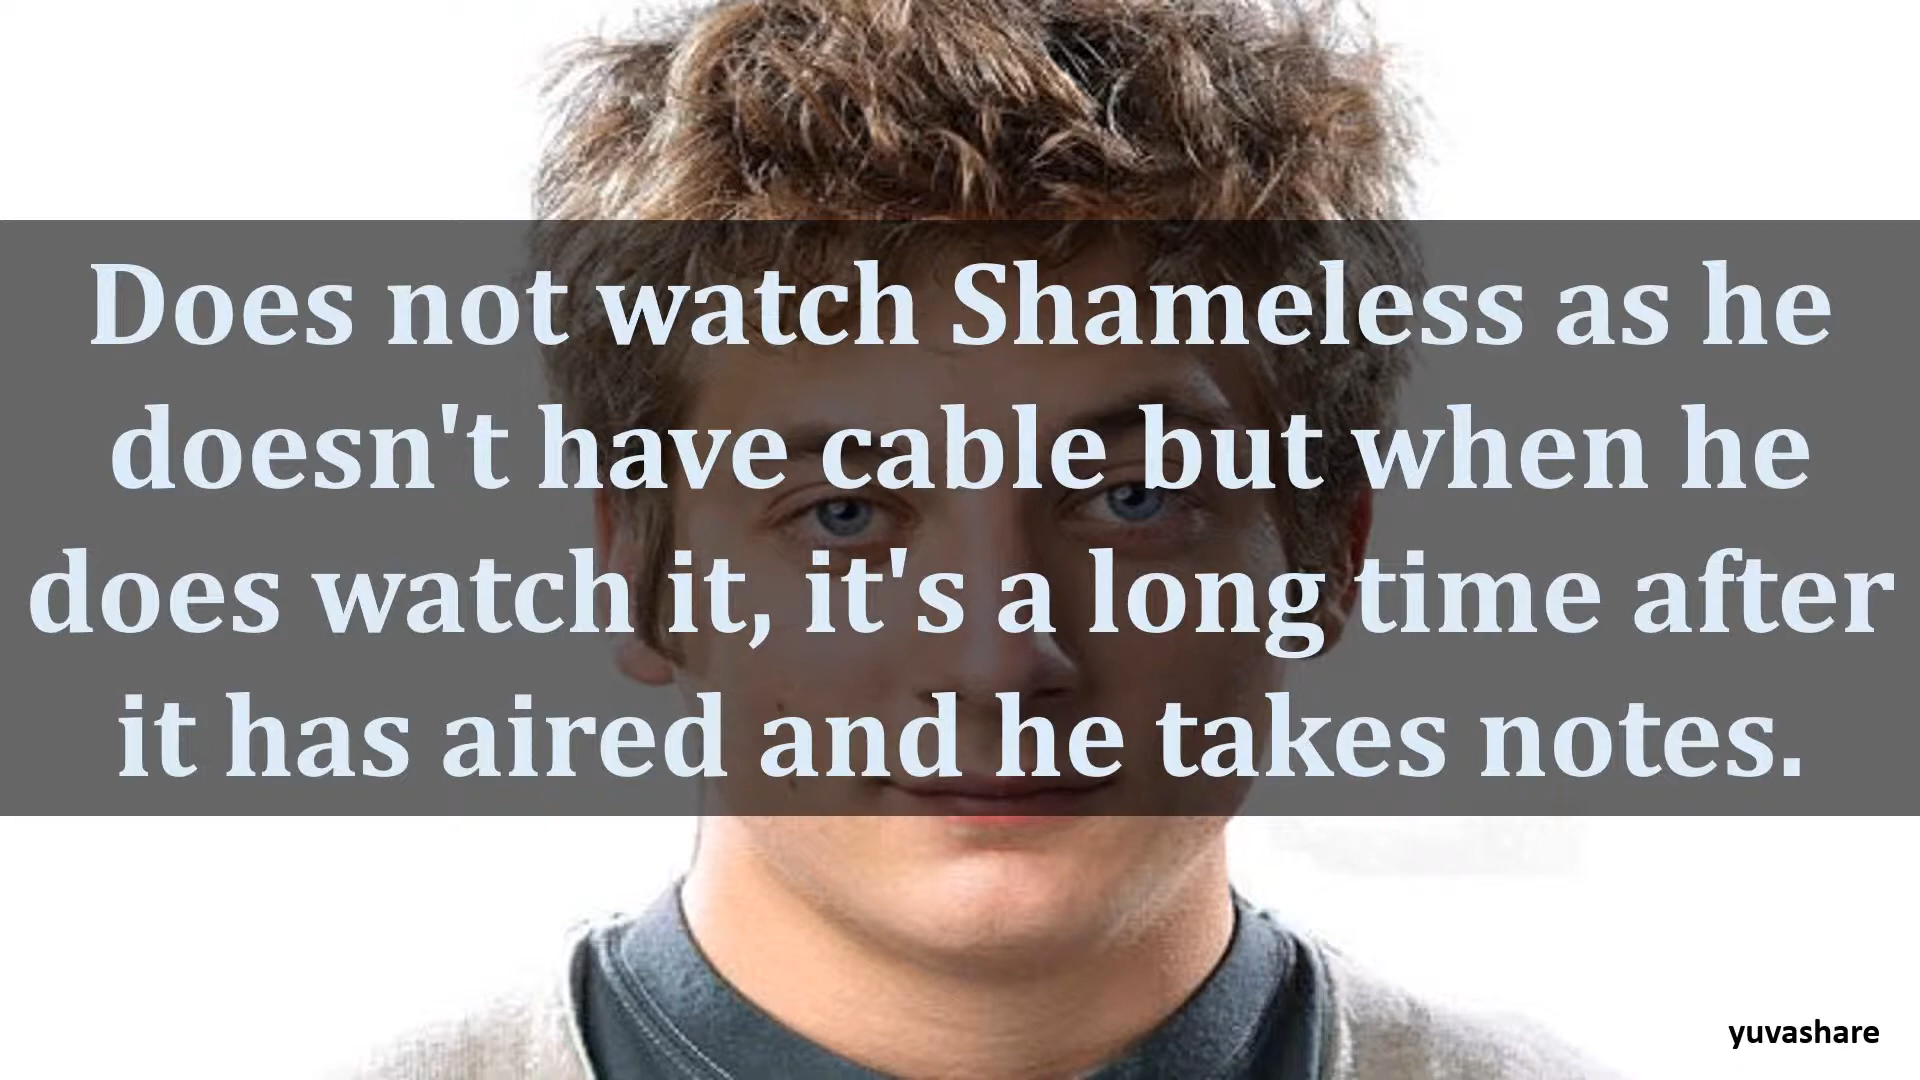 Does not watch Shameless as he
doesn't have cable but when he
does watch it, it's a long time after
it has aired and he takes notes.
yuvashare